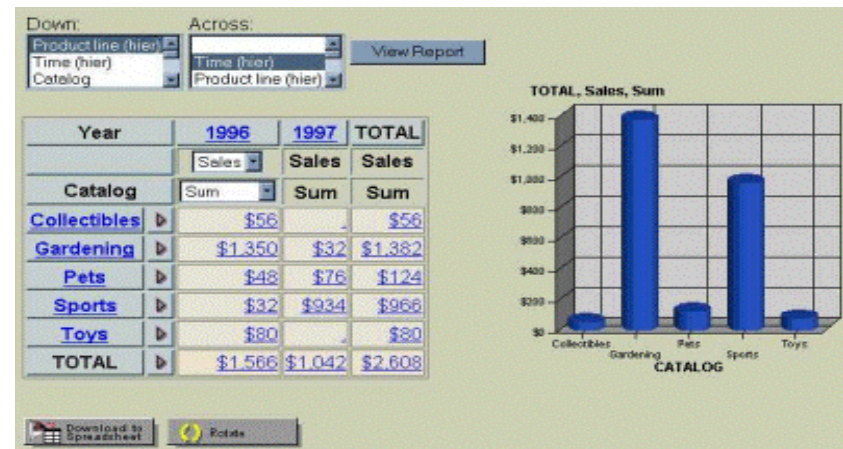 Down: Across:
Product line (hier)
Time (hier)
Catalog
Time (hier)
Product line (hier)
View Report
TOTAL, Sales, Sum
Year 1996 1997 TOTAL
Sales Sales Sales
Catalog Sum Sum Sum
Collectibles $56 . $56
Gardening $1,350 $32 $1,382
Pets $48 $76 $124
Sports $32 $934 $966
Toys $80 . $80
TOTAL $1,566 $1,042 $2,608
$1,400
$1,200
$1,000
$800
$600
$400
$200
$0
Collectibles Gardening Pets Sports Toys
CATALOG
Download to
Spreadsheet
Rotate